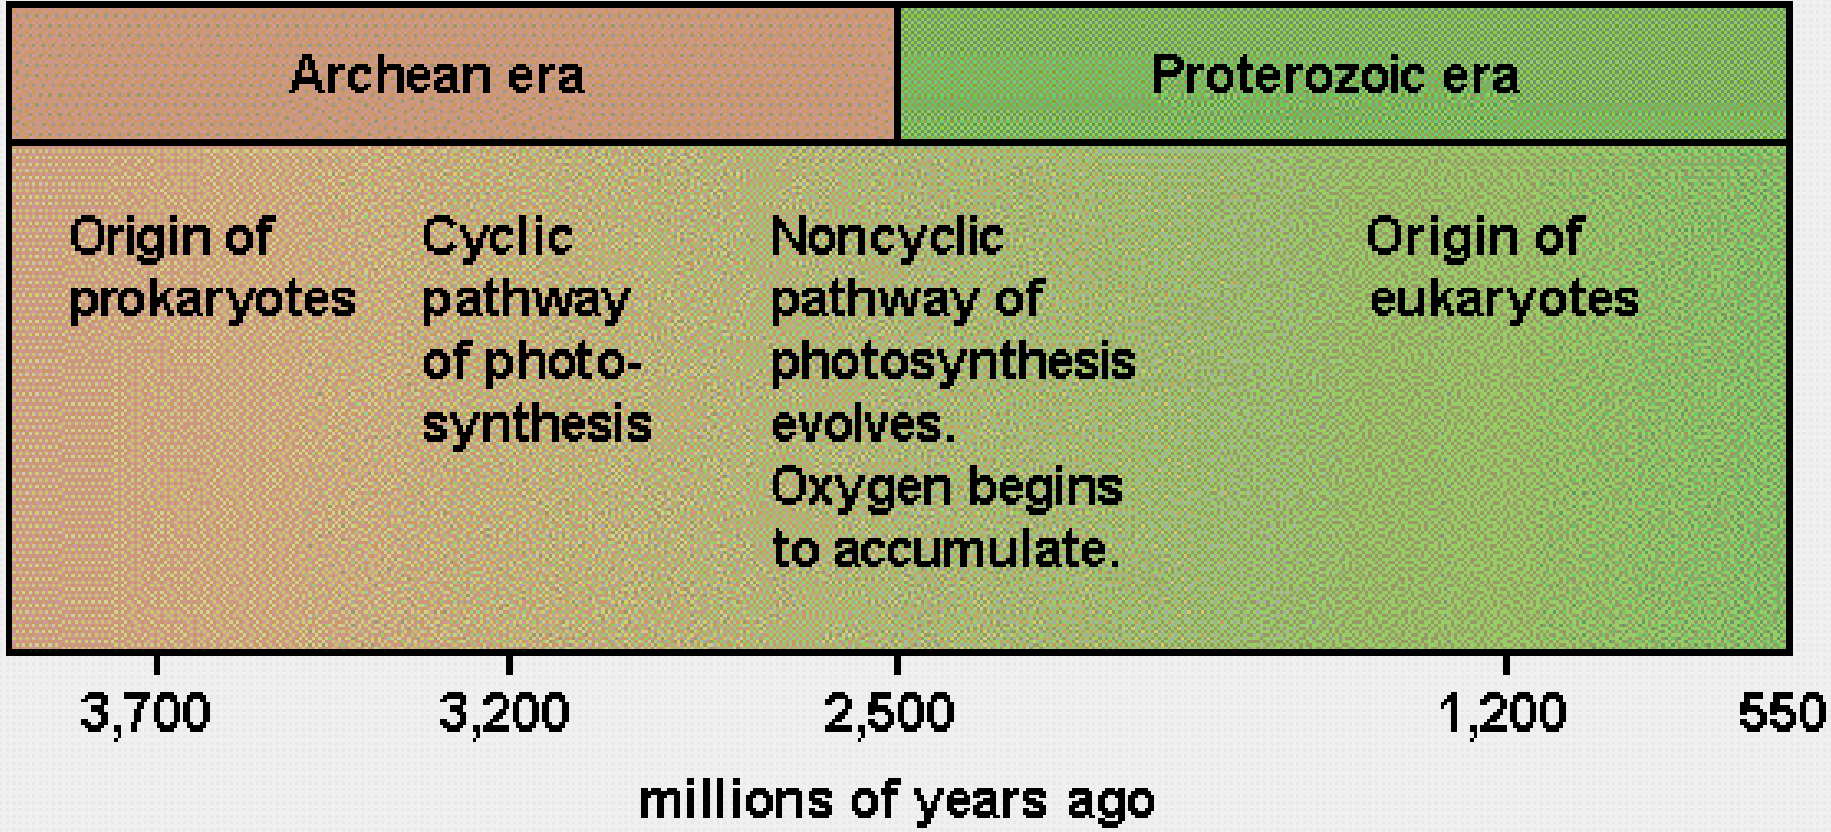 Archean era
Proterozoic era
Origin of
prokaryotes
Cyclic
pathway
of photo-
synthesis
Noncyclic
pathway of
photosynthesis
evolves.
Oxygen begins
to accumulate.
Origin of
eukaryotes
3,700
3,200
2,500
1,200
550
millions of years ago